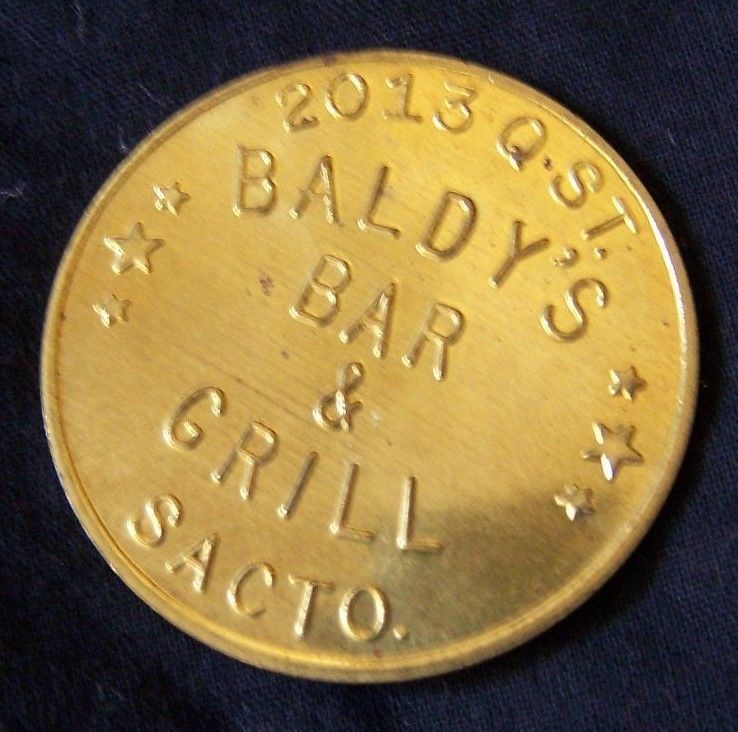 2013 Q. ST.
BALDY'S
BAR
&
GRILL
SACTO.